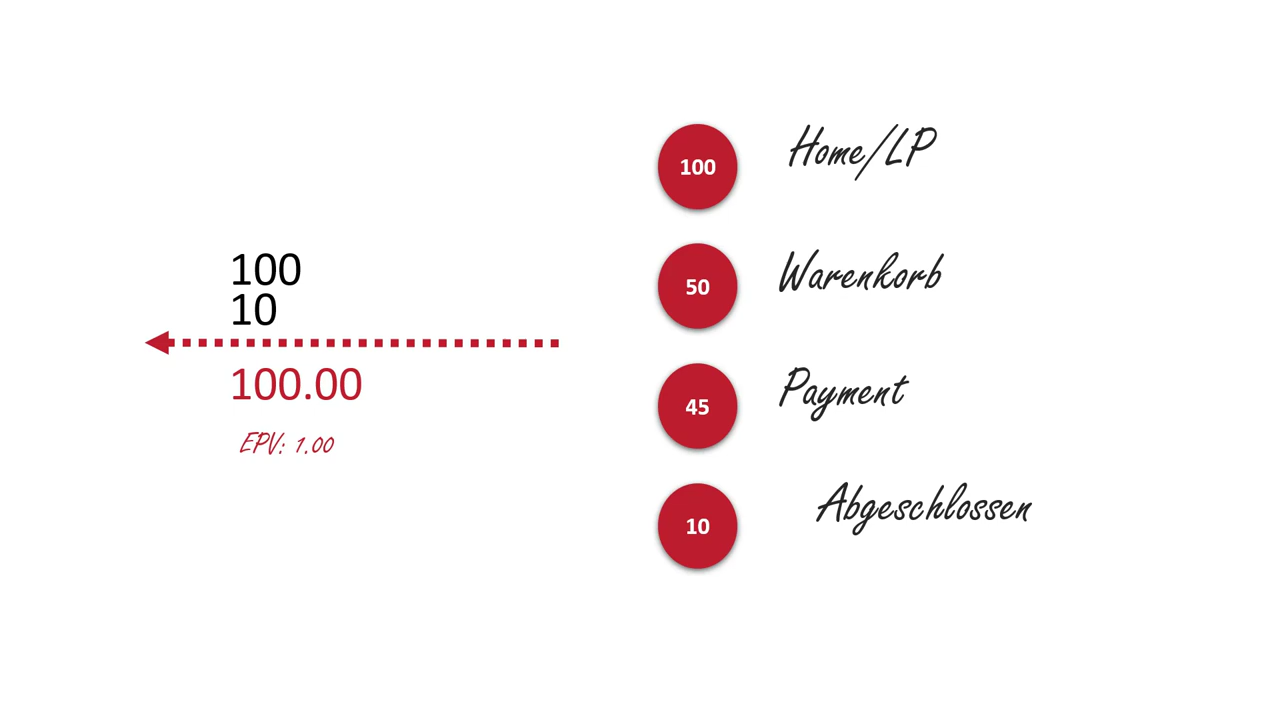 100
10
100.00
EPV: 1.00
100 Home/LP
50 Warenkorb
45 Payment
10 Abgeschlossen